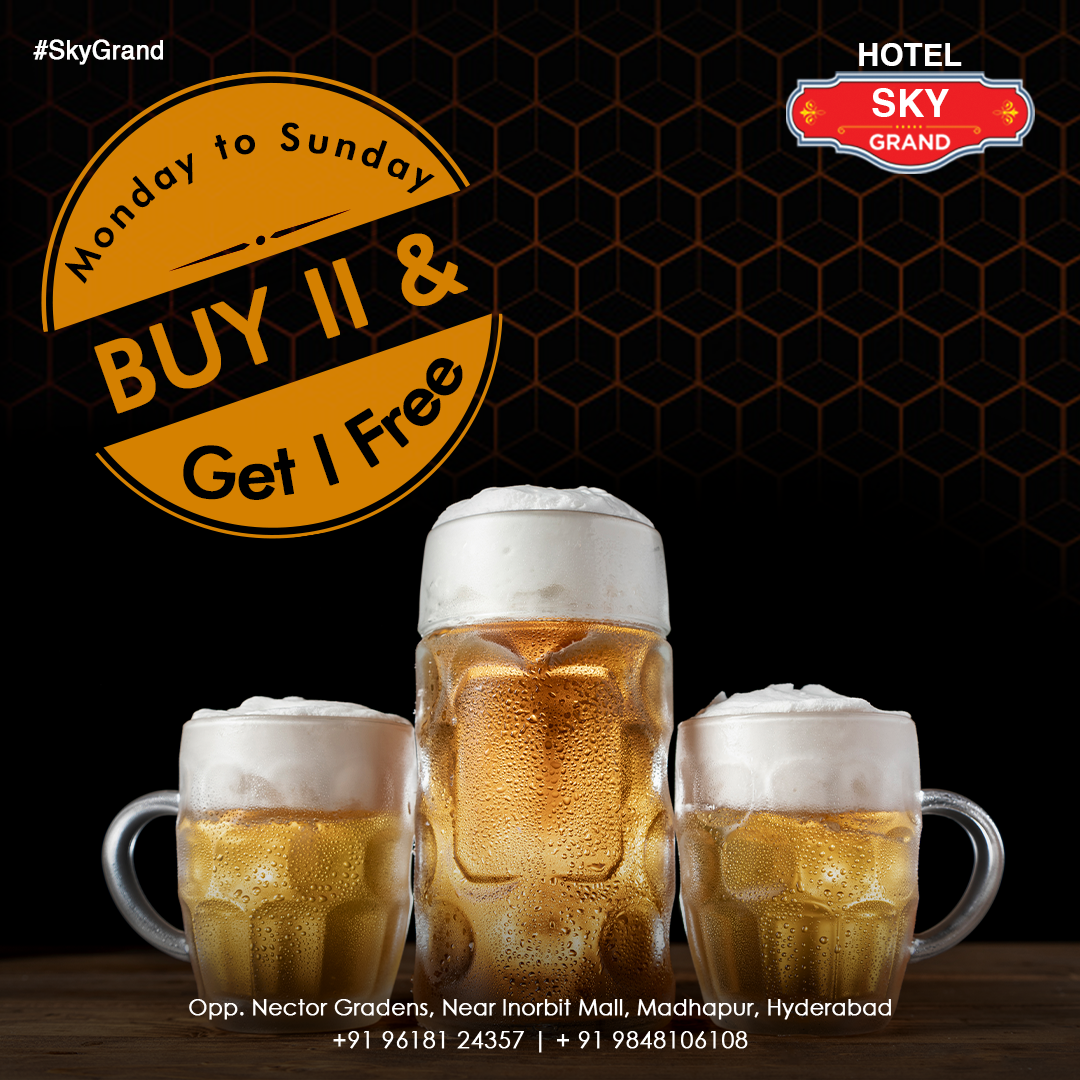 #SkyGrand
HOTEL
SKY
GRAND
Monday to Sunday
BUY II &
Get I Free
Opp. Nector Gradens, Near Inorbit Mall, Madhapur, Hyderabad
+91 96181 24357 | + 91 9848106108